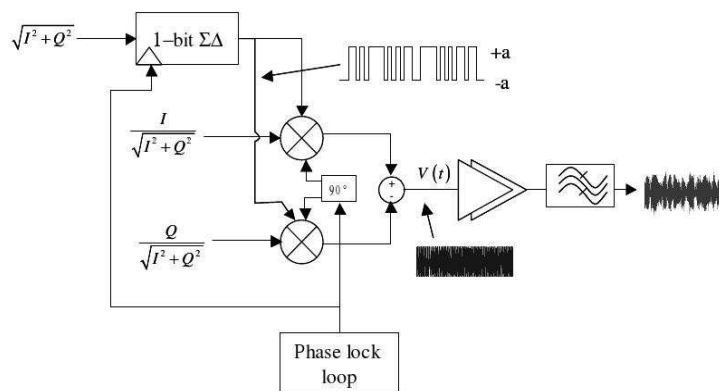 √(I² + Q²)
1–bit ΣΔ
+a
-a
I
√(I² + Q²)
90°
+
-
V(t)
Q
√(I² + Q²)
Phase lock
loop